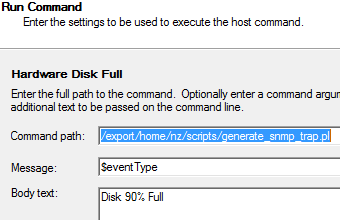 Run Command
Enter the settings to be used to execute the host command.
Hardware Disk Full
Enter the full path to the command. Optionally enter a command argu
additional text to be passed on the command line.
Command path: /export/home/nz/scripts/generate_snmp_trap.pl
Message: $eventType
Body text: Disk 90% Full